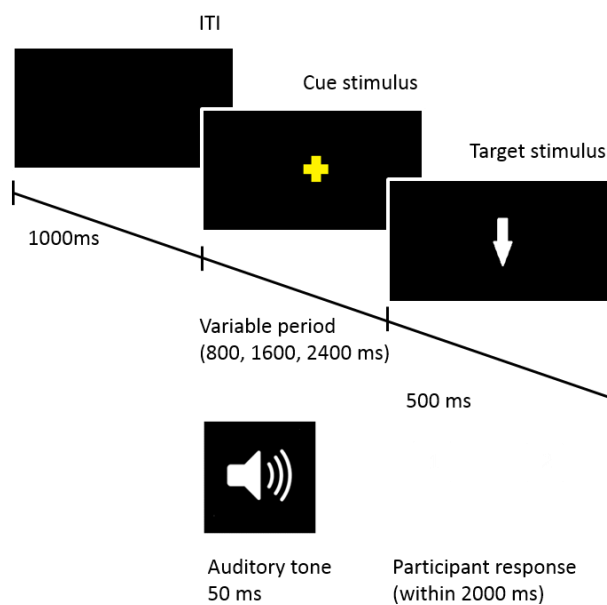 ITI
Cue stimulus
Target stimulus
1000ms
Variable period
(800, 1600, 2400 ms)
500 ms
Auditory tone
50 ms
Participant response
(within 2000 ms)